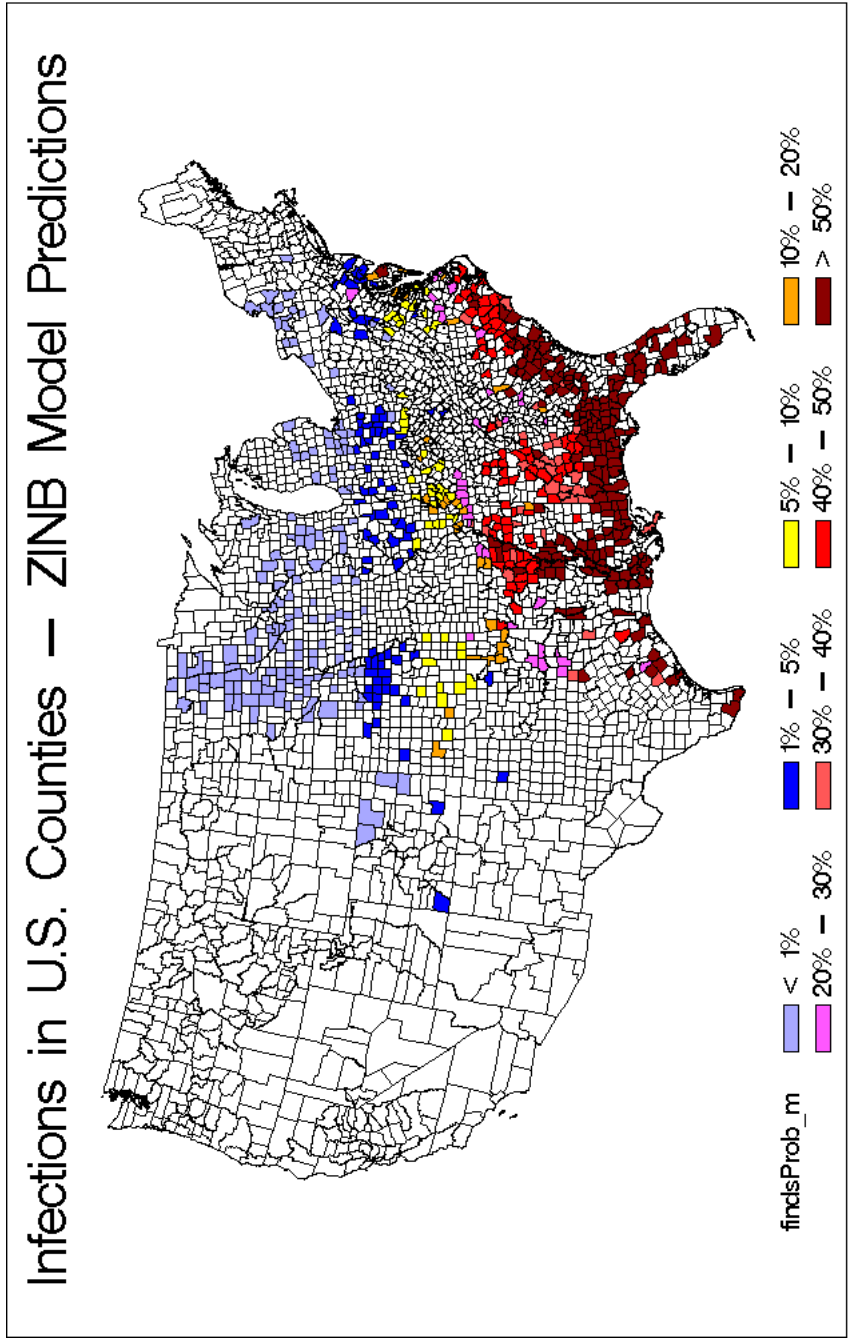 Infections in U.S. Counties — ZINB Model Predictions
findsProb_m < 1% 1% — 5% 5% — 10% 10% — 20%
20% — 30% 30% — 40% 40% — 50% > 50%